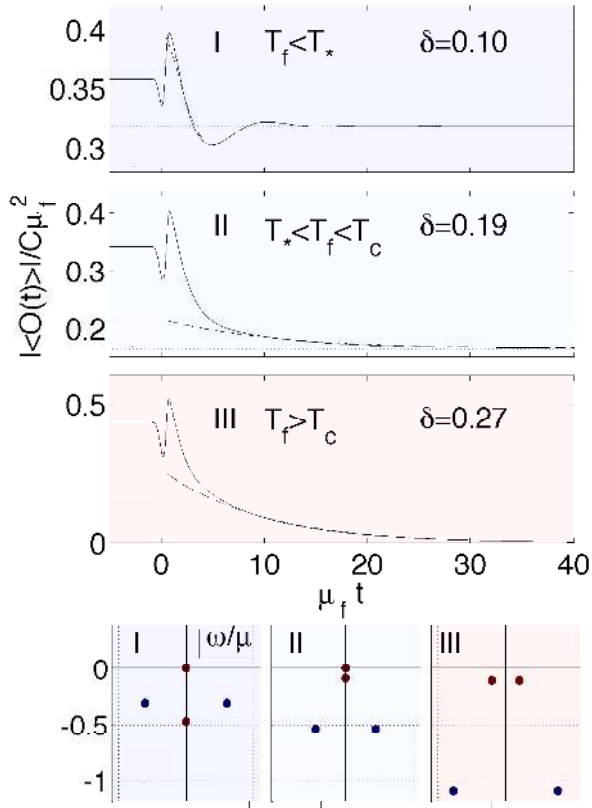 0.4
0.35
0.3
I T_f<T_* δ=0.10
0.4
0.3
0.2
II T_*<T_f<T_c δ=0.19
0.5
0
III T_f>T_c δ=0.27
|<O(t)>|/Cμ_f^2
0 10 20 30 40
μ_f t
I ω/μ II III
0
-0.5
-1